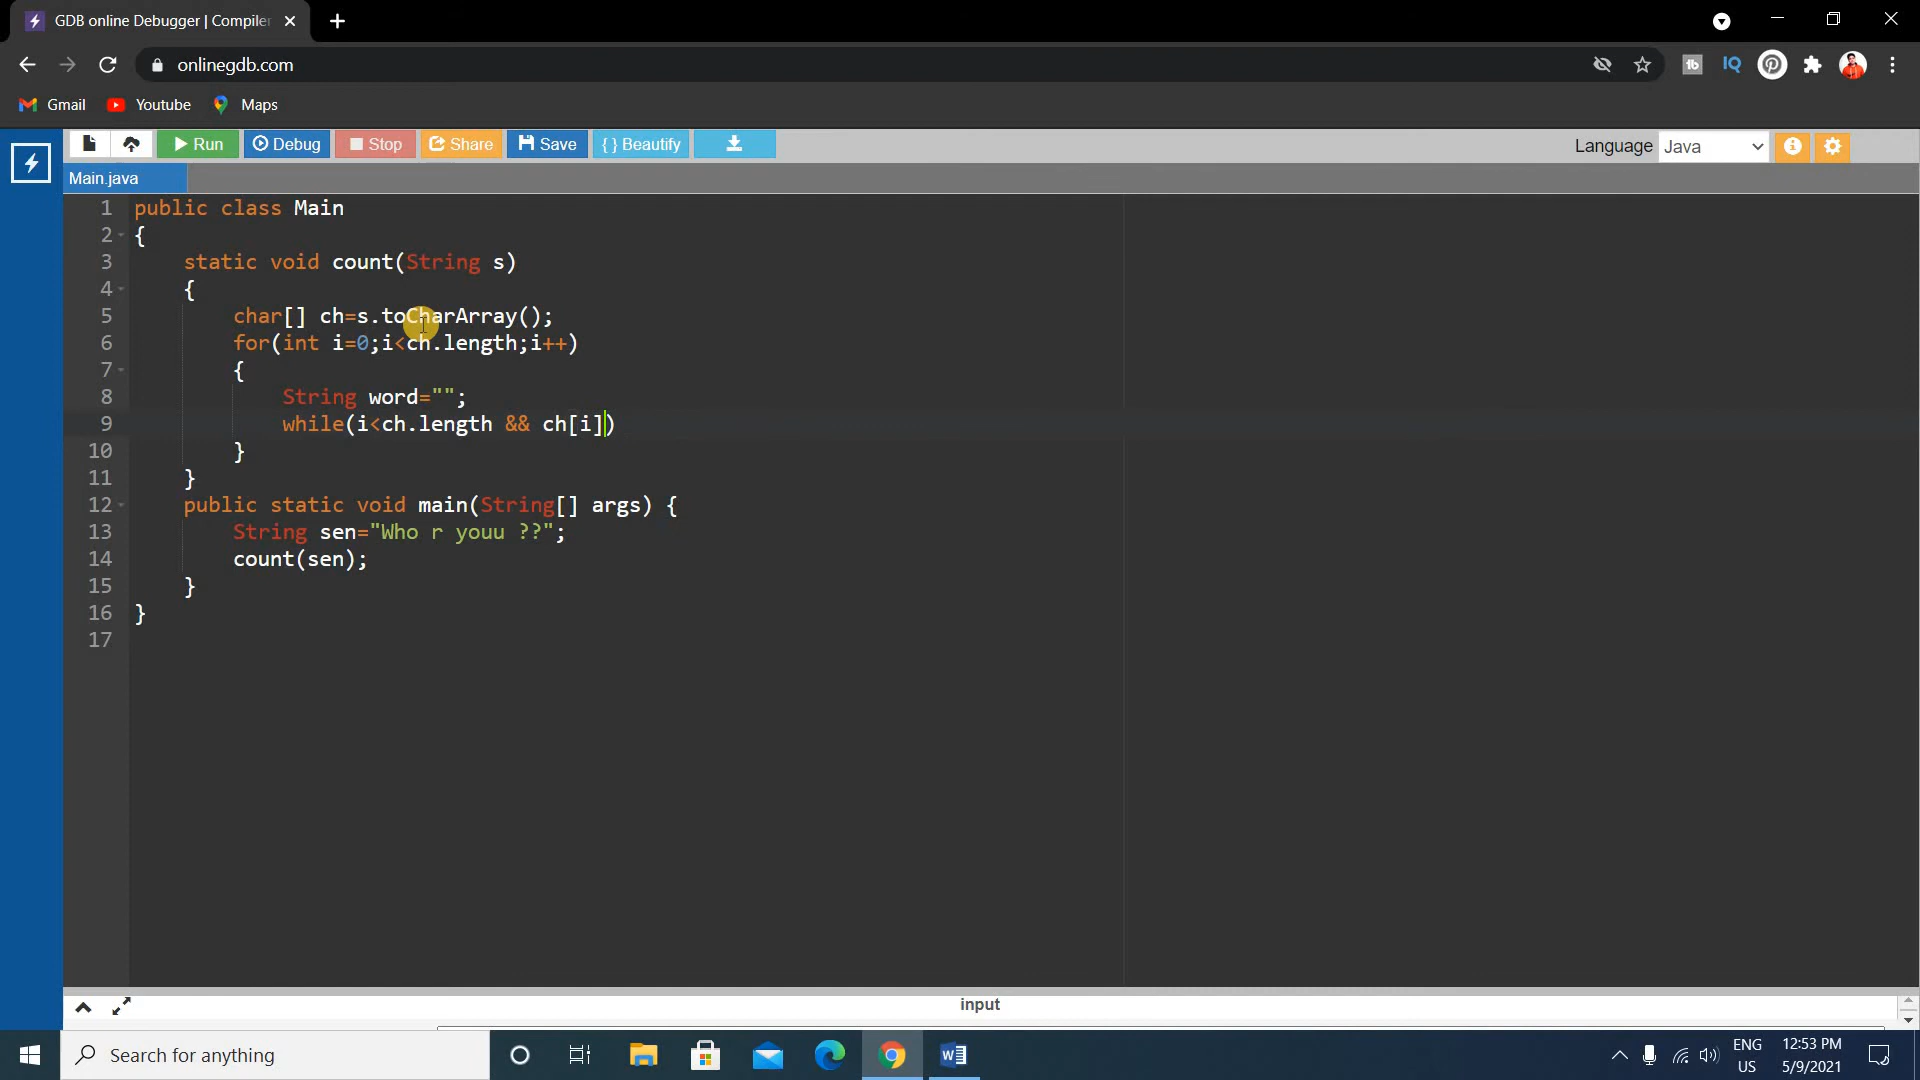 GDB online Debugger | Compiler
onlinegdb.com
IQ
Gmail Youtube Maps
Run Debug Stop Share Save { } Beautify Language Java
Main.java
1 public class Main
2 {
3 static void count(String s)
4 {
5 char[] ch=s.toCharArray();
6 for(int i=0;i<ch.length;i++)
7 {
8 String word="";
9 while(i<ch.length && ch[i])
10 }
11 }
12 public static void main(String[] args) {
13 String sen="Who r youu ??";
14 count(sen);
15 }
16 }
17
input
Search for anything
ENG
US
12:53 PM
5/9/2021